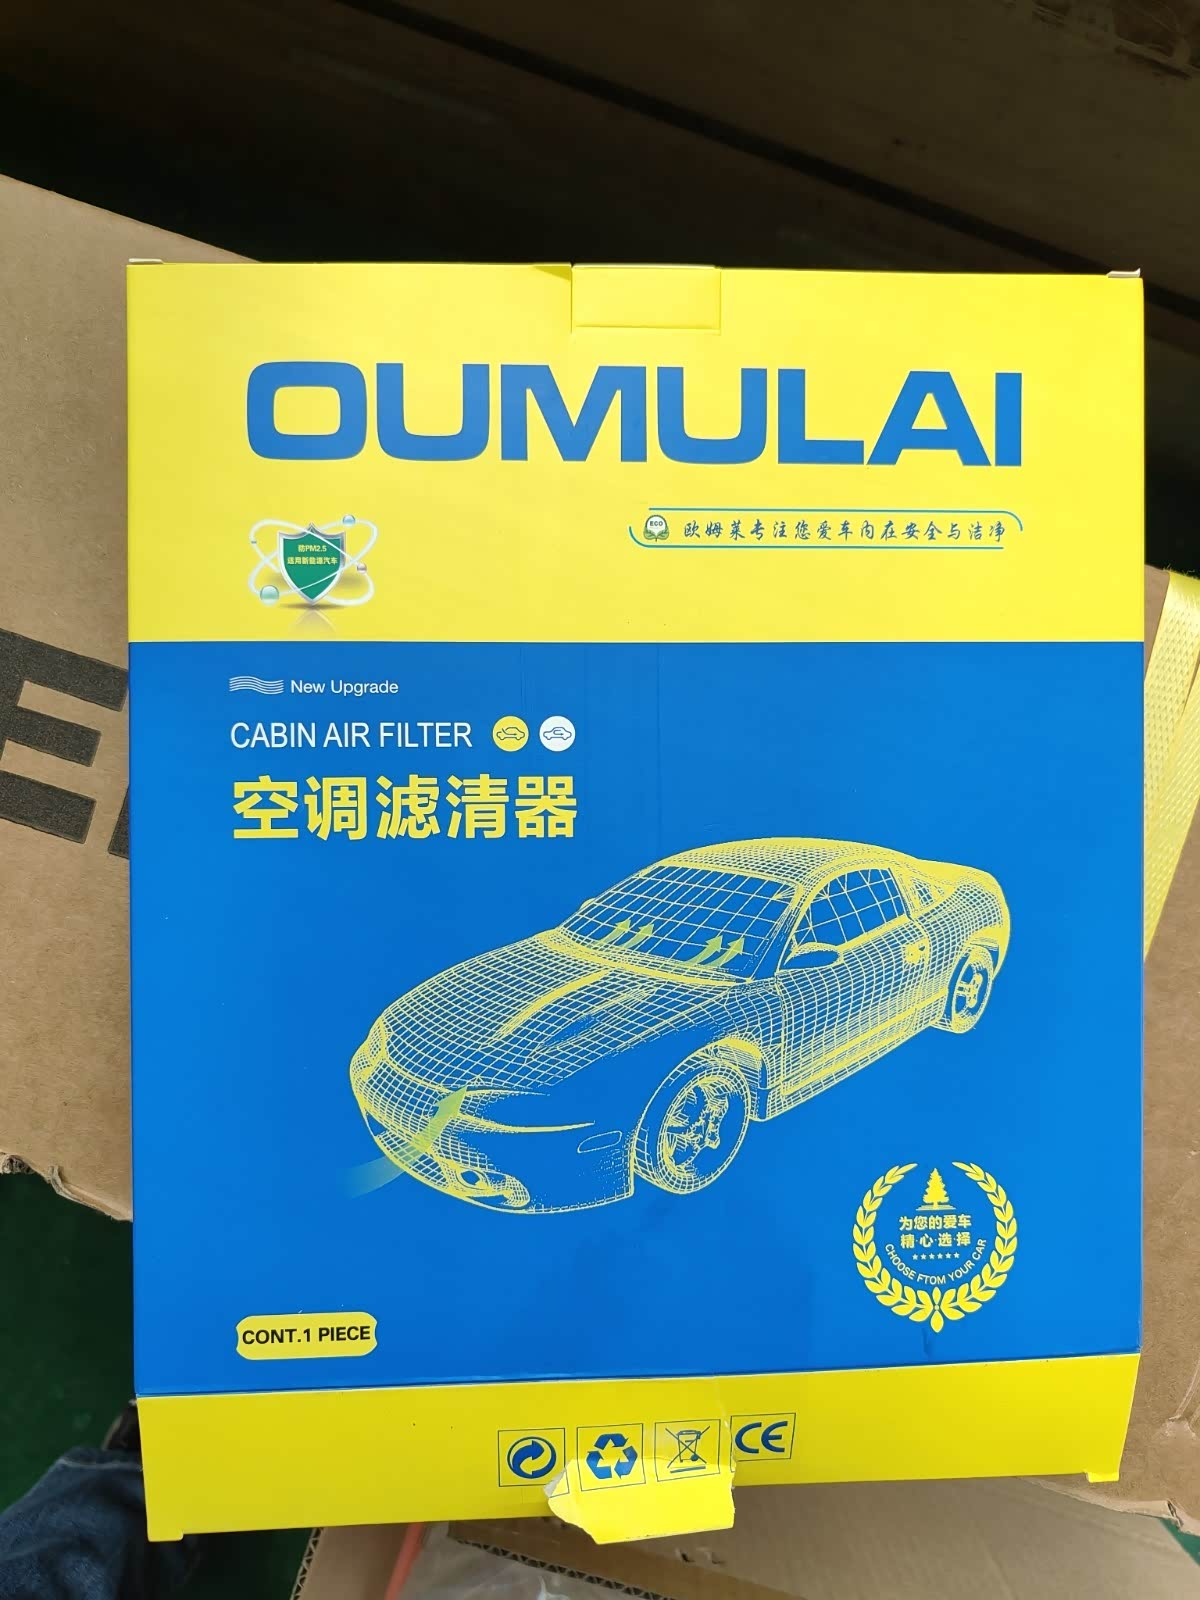 OUMULAI
ECO
欧姆莱专注您爱车内在安全与洁净
防PM2.5
适用新能源汽车
New Upgrade
CABIN AIR FILTER
空调滤清器
E
为您的爱车
精·心·选·择
CHOOSE FTOM YOUR CAR
CONT.1 PIECE
CE